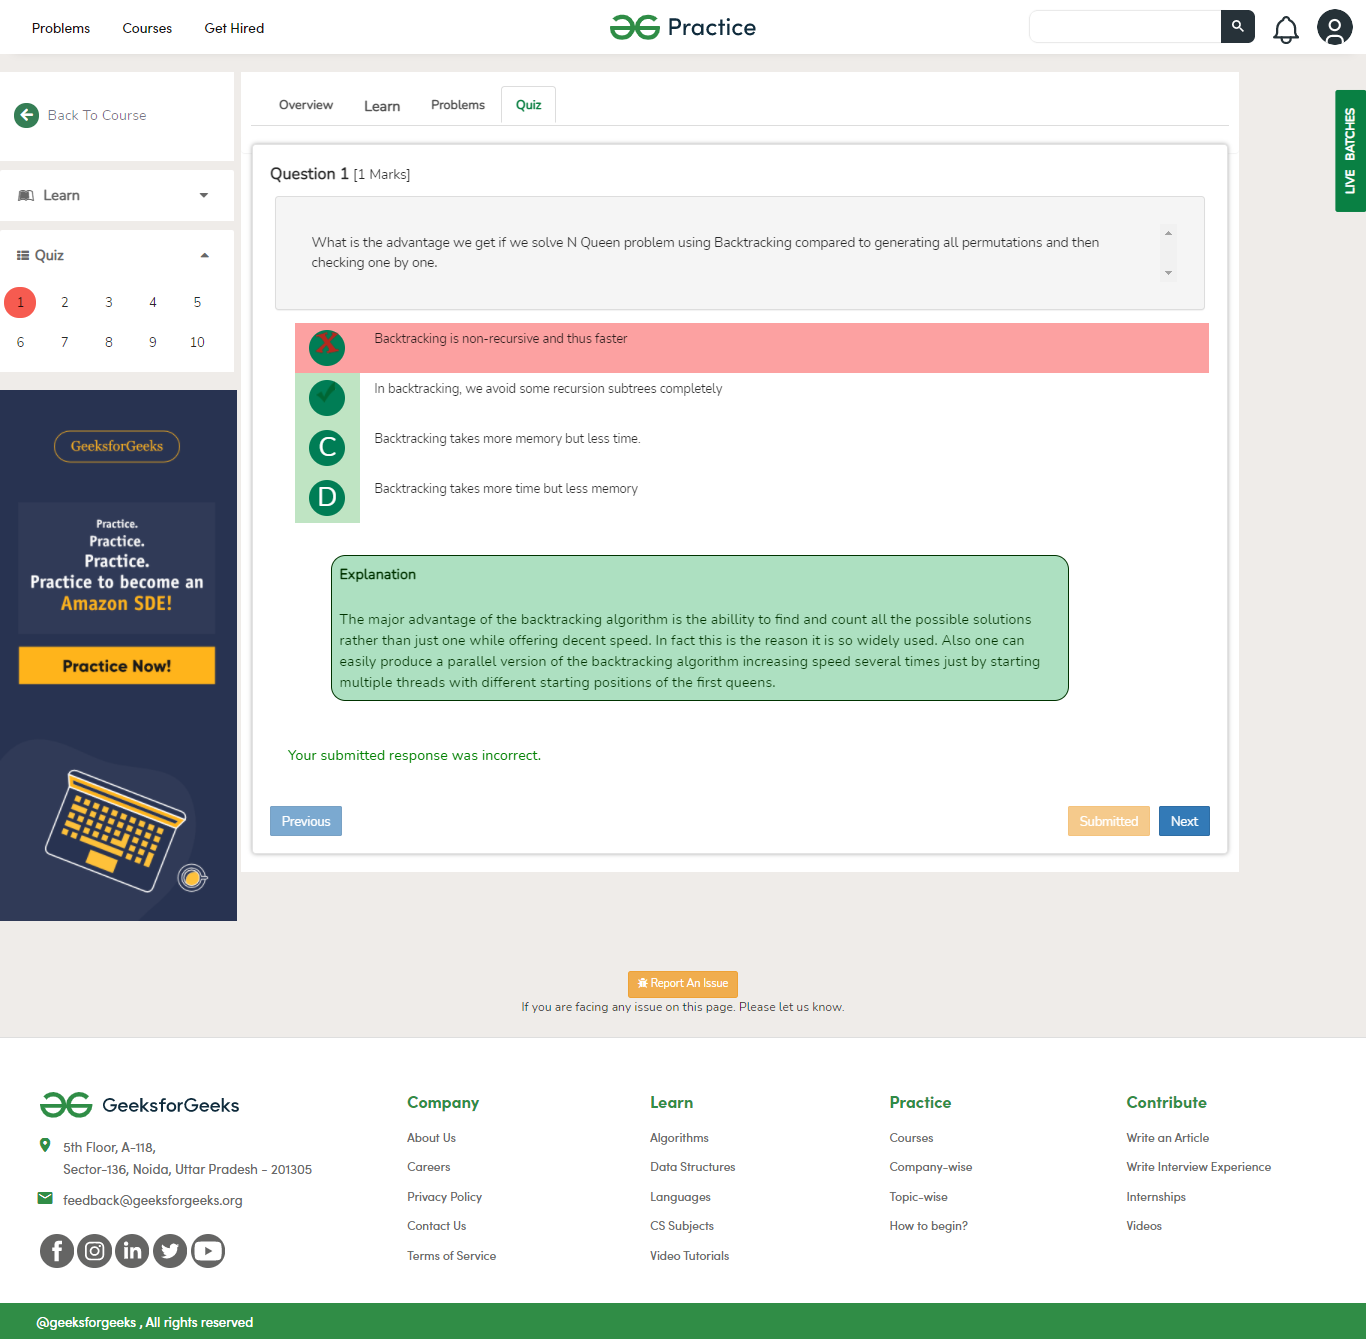 Problems Courses Get Hired
Practice
LIVE BATCHES
Back To Course
Learn
Quiz
1 2 3 4 5
6 7 8 9 10
GeeksforGeeks
Practice.
Practice.
Practice.
Practice to become an
Amazon SDE!
Practice Now!
Overview Learn Problems Quiz
Question 1 [1 Marks]
What is the advantage we get if we solve N Queen problem using Backtracking compared to generating all permutations and then
checking one by one.
X Backtracking is non-recursive and thus faster
In backtracking, we avoid some recursion subtrees completely
C Backtracking takes more memory but less time.
D Backtracking takes more time but less memory
Explanation
The major advantage of the backtracking algorithm is the abillity to find and count all the possible solutions
rather than just one while offering decent speed. In fact this is the reason it is so widely used. Also one can
easily produce a parallel version of the backtracking algorithm increasing speed several times just by starting
multiple threads with different starting positions of the first queens.
Your submitted response was incorrect.
Previous Submitted Next
Report An Issue
If you are facing any issue on this page. Please let us know.
GeeksforGeeks
5th Floor, A-118,
Sector-136, Noida, Uttar Pradesh - 201305
feedback@geeksforgeeks.org
Company
About Us
Careers
Privacy Policy
Contact Us
Terms of Service
Learn
Algorithms
Data Structures
Languages
CS Subjects
Video Tutorials
Practice
Courses
Company-wise
Topic-wise
How to begin?
Contribute
Write an Article
Write Interview Experience
Internships
Videos
@geeksforgeeks , All rights reserved